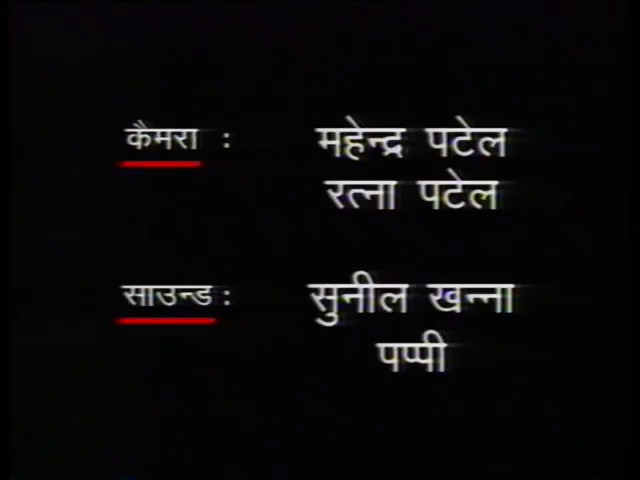 कैमरा : महेन्द्र पटेल
रत्ना पटेल
साउन्ड : सुनील खन्ना
पप्पी